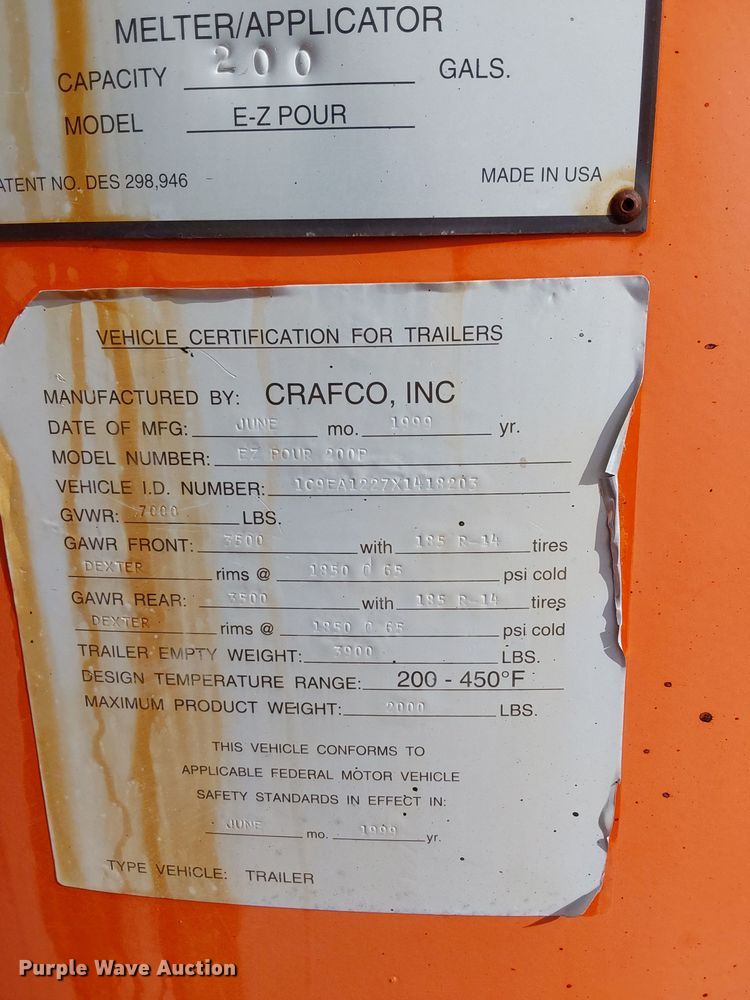 MELTER/APPLICATOR
CAPACITY 200 GALS.
MODEL E-Z POUR
ATENT NO. DES 298,946 MADE IN USA
VEHICLE CERTIFICATION FOR TRAILERS
MANUFACTURED BY: CRAFCO, INC
DATE OF MFG: JUNE mo. 1999 yr.
MODEL NUMBER: EZ POUR 200P
VEHICLE I.D. NUMBER: 1C9EA1227X1418203
GVWR: 7000 LBS.
GAWR FRONT: 3500 with 185 R-14 tires
DEXTER rims @ 1850 @ 65 psi cold
GAWR REAR: 3500 with 185 R-14 tires
DEXTER rims @ 1850 @ 65 psi cold
TRAILER EMPTY WEIGHT: 3900 LBS.
DESIGN TEMPERATURE RANGE: 200 - 450°F
MAXIMUM PRODUCT WEIGHT: 2000 LBS.
THIS VEHICLE CONFORMS TO
APPLICABLE FEDERAL MOTOR VEHICLE
SAFETY STANDARDS IN EFFECT IN:
JUNE mo. 1999 yr.
TYPE VEHICLE: TRAILER
Purple Wave Auction